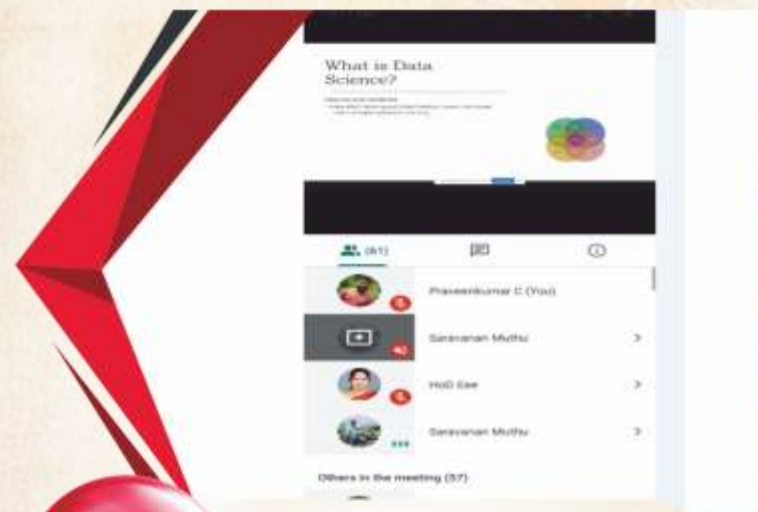 What is Data
Science?
(61)
Praveenkumar C (You)
Saravanan Muthu
HoD Eee
Saravanan Muthu
Others in the meeting (57)